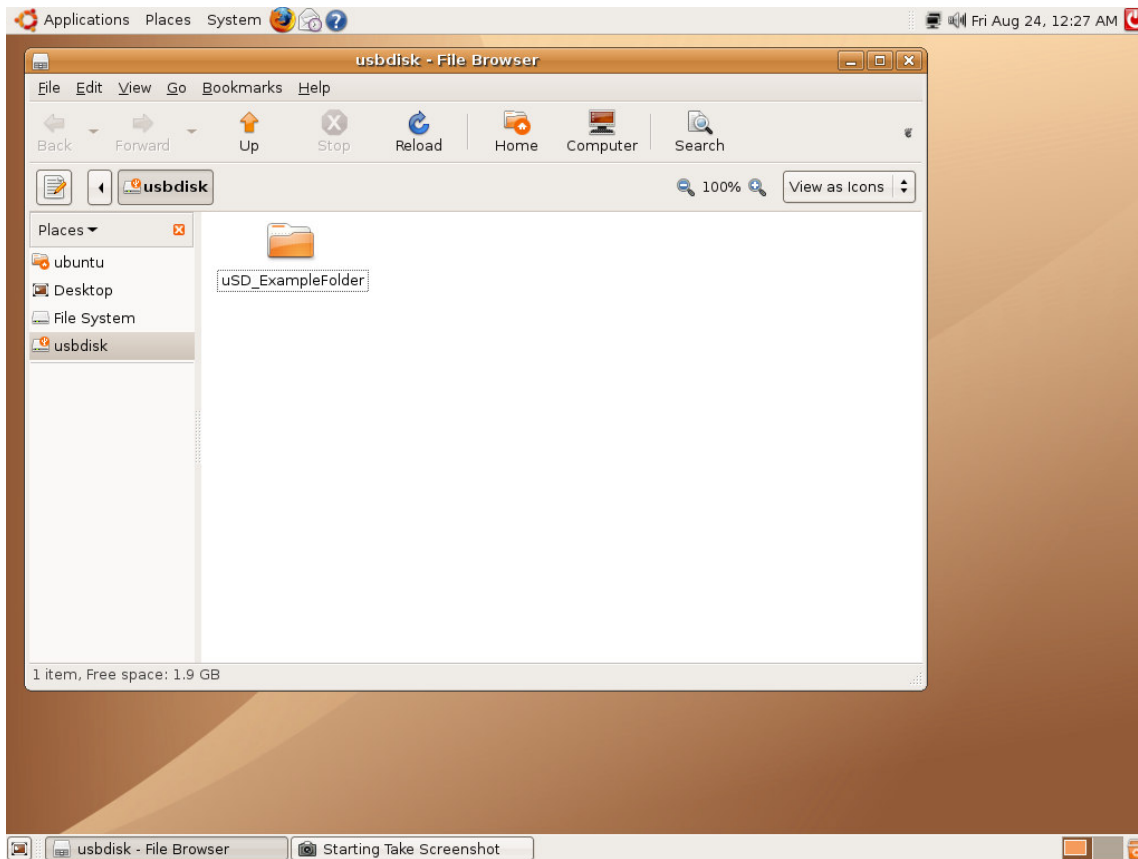 Applications Places System Fri Aug 24, 12:27 AM
usbdisk - File Browser
File Edit View Go Bookmarks Help
Back Forward Up Stop Reload Home Computer Search
usbdisk 100% View as Icons
Places
ubuntu
Desktop
File System
usbdisk
uSD_ExampleFolder
1 item, Free space: 1.9 GB
usbdisk - File Browser Starting Take Screenshot